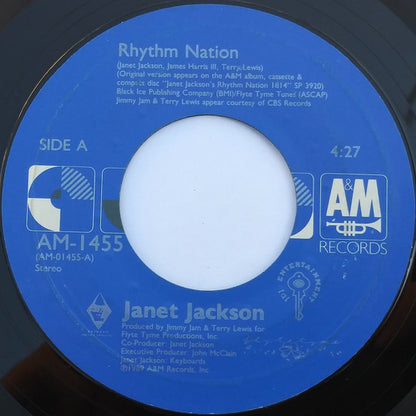 Rhythm Nation
(Janet Jackson, James Harris III, Terry Lewis)
(Original version appears on the A&M album, cassette &
compact disc "Janet Jackson's Rhythm Nation 1814" SP 3920)
Black Ice Publishing Company (BMI)/Flyte Tyme Tunes (ASCAP)
Jimmy Jam & Terry Lewis appear courtesy of CBS Records
SIDE A
4:27
A&M
RECORDS
AM-1455
(AM-01455-A)
Stereo
ENTERTAINMENT
Janet Jackson
Produced by Jimmy Jam & Terry Lewis for
Flyte Tyme Productions, Inc.
Co-Producer: Janet Jackson
Executive Producer: John McClain
Janet Jackson: Keyboards
℗1989 A&M Records, Inc.